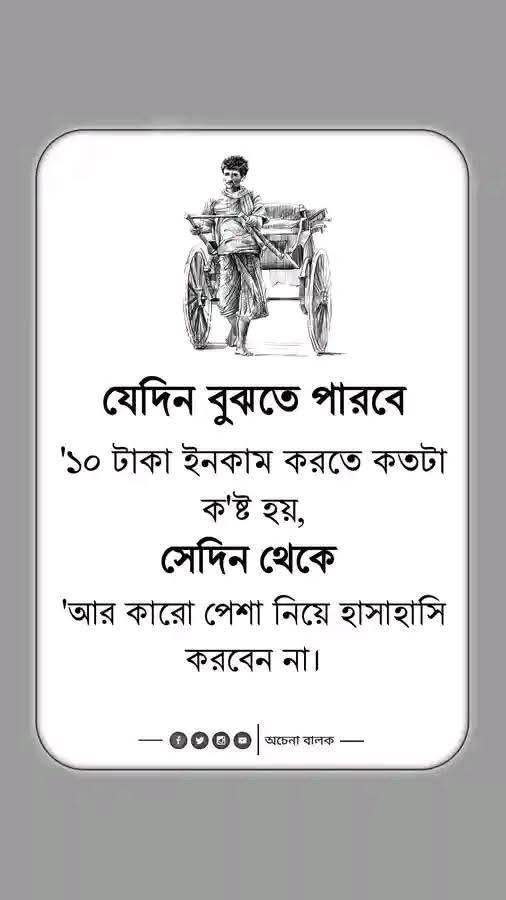 যেদিন বুঝতে পারবে
'১০ টাকা ইনকাম করতে কতটা
ক'ষ্ট হয়,
সেদিন থেকে
'আর কারো পেশা নিয়ে হাসাহাসি
করবেন না।
অচেনা বালক